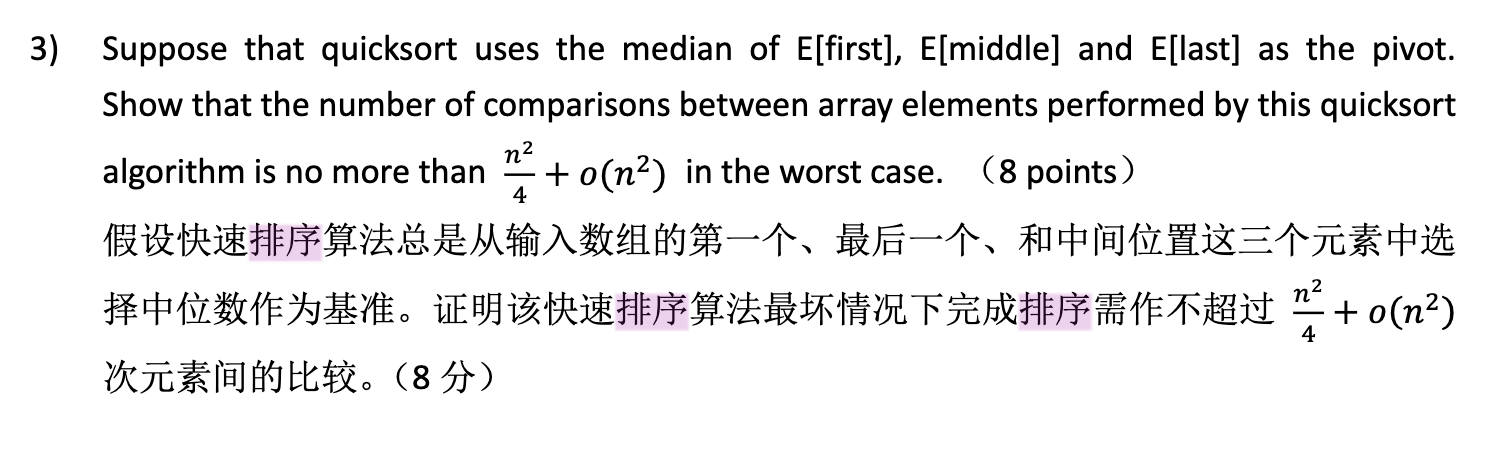 3) Suppose that quicksort uses the median of E[first], E[middle] and E[last] as the pivot.
Show that the number of comparisons between array elements performed by this quicksort
algorithm is no more than n²/4 + o(n²) in the worst case. （8 points）
假设快速排序算法总是从输入数组的第一个、最后一个、和中间位置这三个元素中选
择中位数作为基准。证明该快速排序算法最坏情况下完成排序需作不超过 n²/4 + o(n²)
次元素间的比较。（8 分）